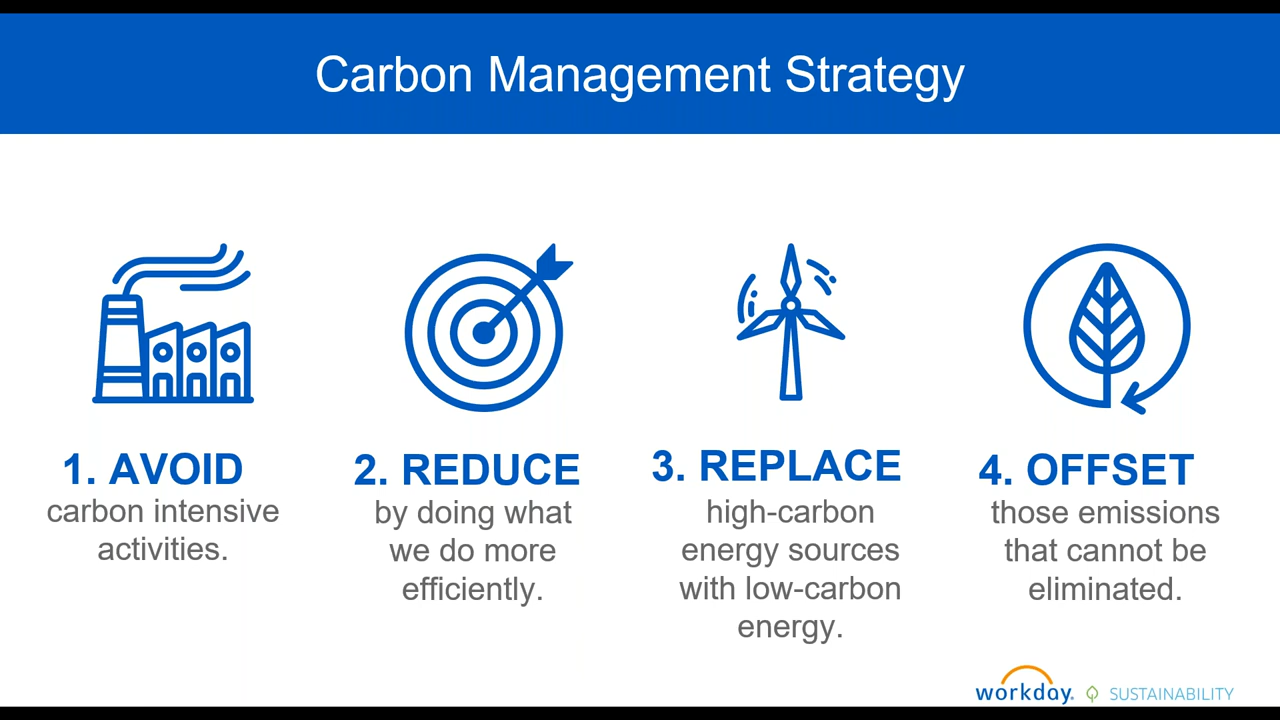 Carbon Management Strategy
1. AVOID
carbon intensive
activities.
2. REDUCE
by doing what
we do more
efficiently.
3. REPLACE
high-carbon
energy sources
with low-carbon
energy.
4. OFFSET
those emissions
that cannot be
eliminated.
workday. SUSTAINABILITY